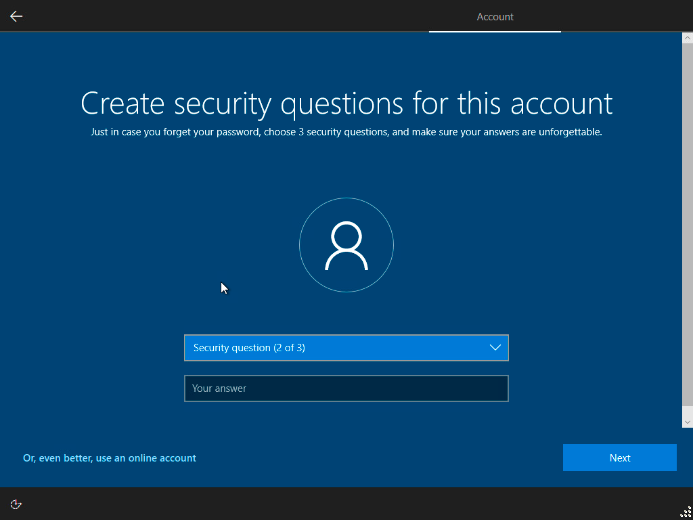 Account
Create security questions for this account
Just in case you forget your password, choose 3 security questions, and make sure your answers are unforgettable.
Security question (2 of 3)
Your answer
Or, even better, use an online account
Next